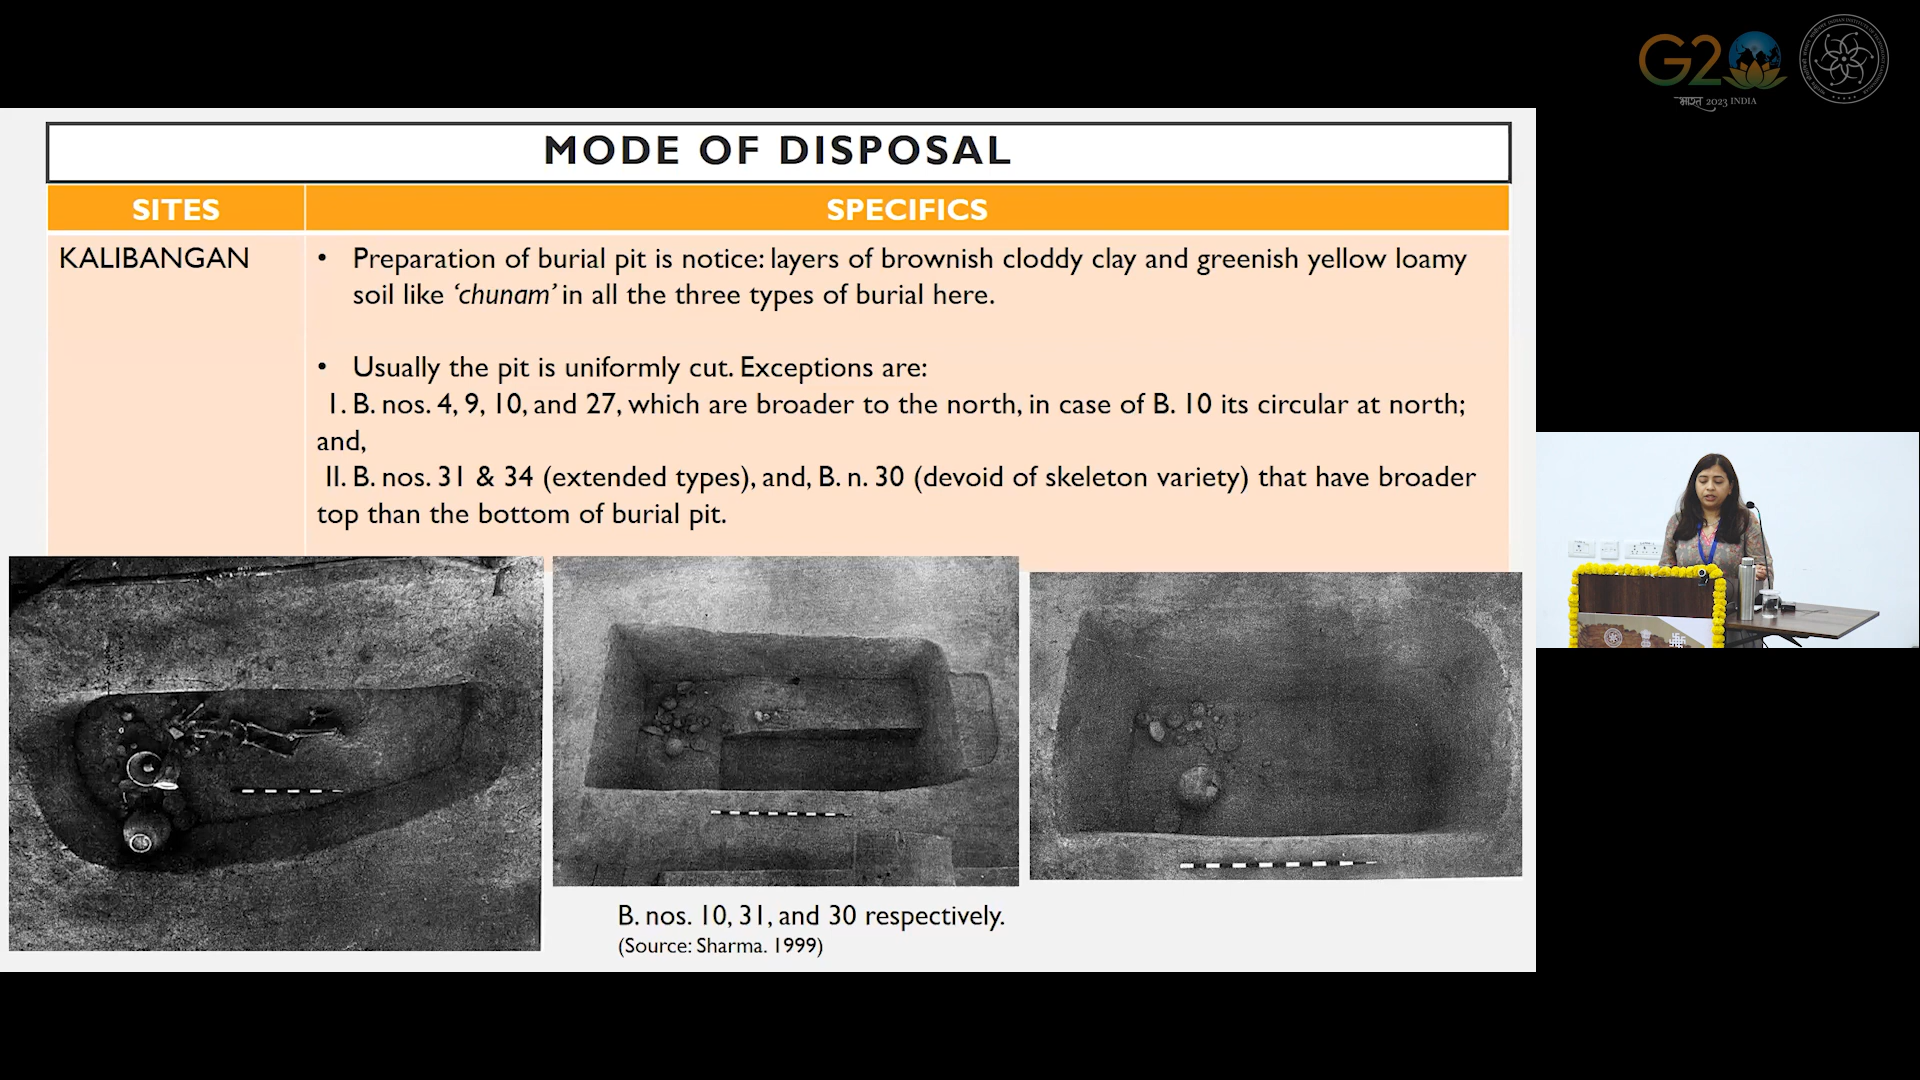 G20
भारत 2023 INDIA
MODE OF DISPOSAL
SITES
SPECIFICS
KALIBANGAN
• Preparation of burial pit is notice: layers of brownish cloddy clay and greenish yellow loamy
soil like ‘chunam’ in all the three types of burial here.
• Usually the pit is uniformly cut. Exceptions are:
I. B. nos. 4, 9, 10, and 27, which are broader to the north, in case of B. 10 its circular at north;
and,
II. B. nos. 31 & 34 (extended types), and, B. n. 30 (devoid of skeleton variety) that have broader
top than the bottom of burial pit.
B. nos. 10, 31, and 30 respectively.
(Source: Sharma. 1999)